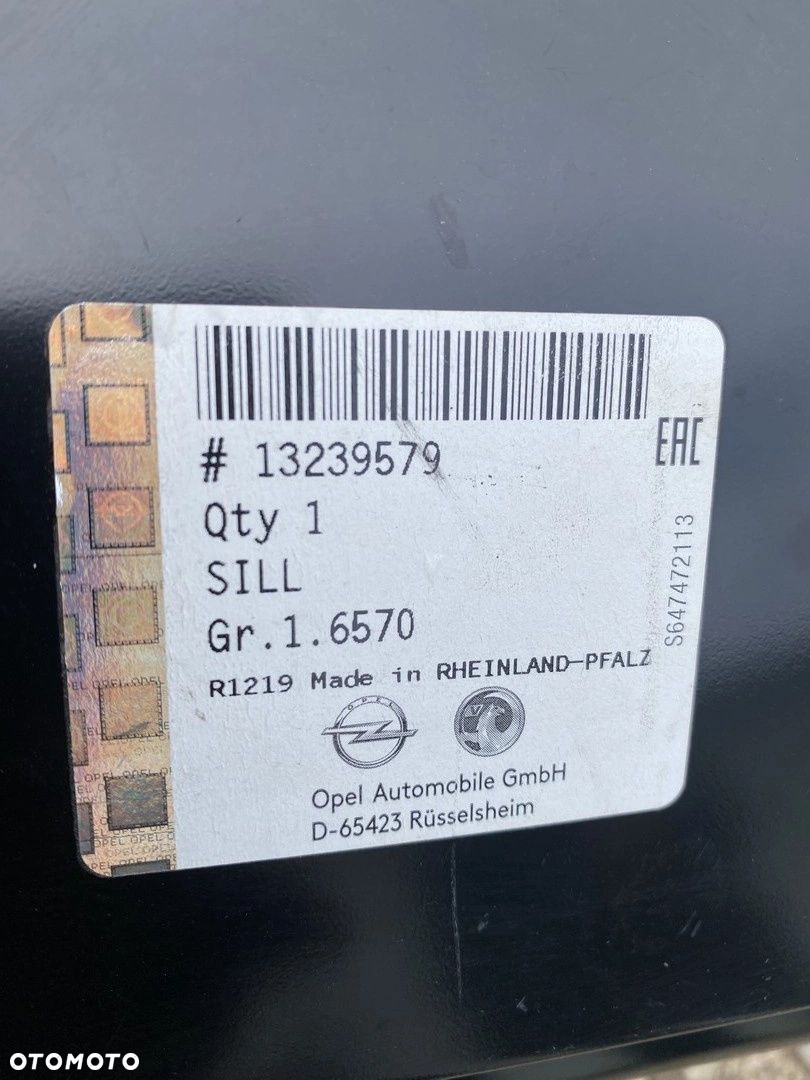 # 13239579
EAC
Qty 1
SILL
Gr.1.6570
S647472113
R1219 Made in RHEINLAND-PFALZ
OPEL
Opel Automobile GmbH
D-65423 Rüsselsheim
OTOMOTO